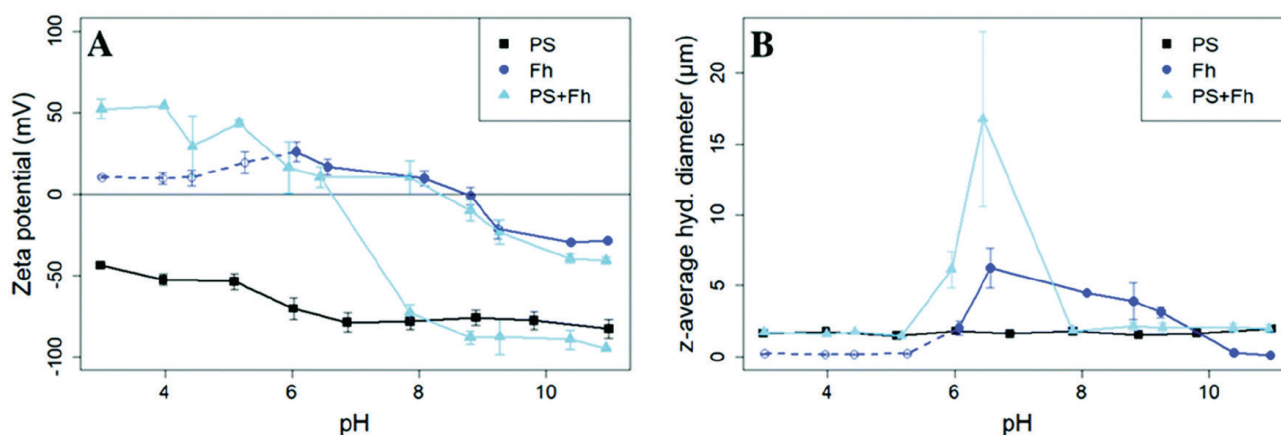 A
Zeta potential (mV)
100
50
0
-50
-100
4 6 8 10
pH
PS
Fh
PS+Fh
B
z-average hyd. diameter (µm)
20
15
10
5
0
4 6 8 10
pH
PS
Fh
PS+Fh